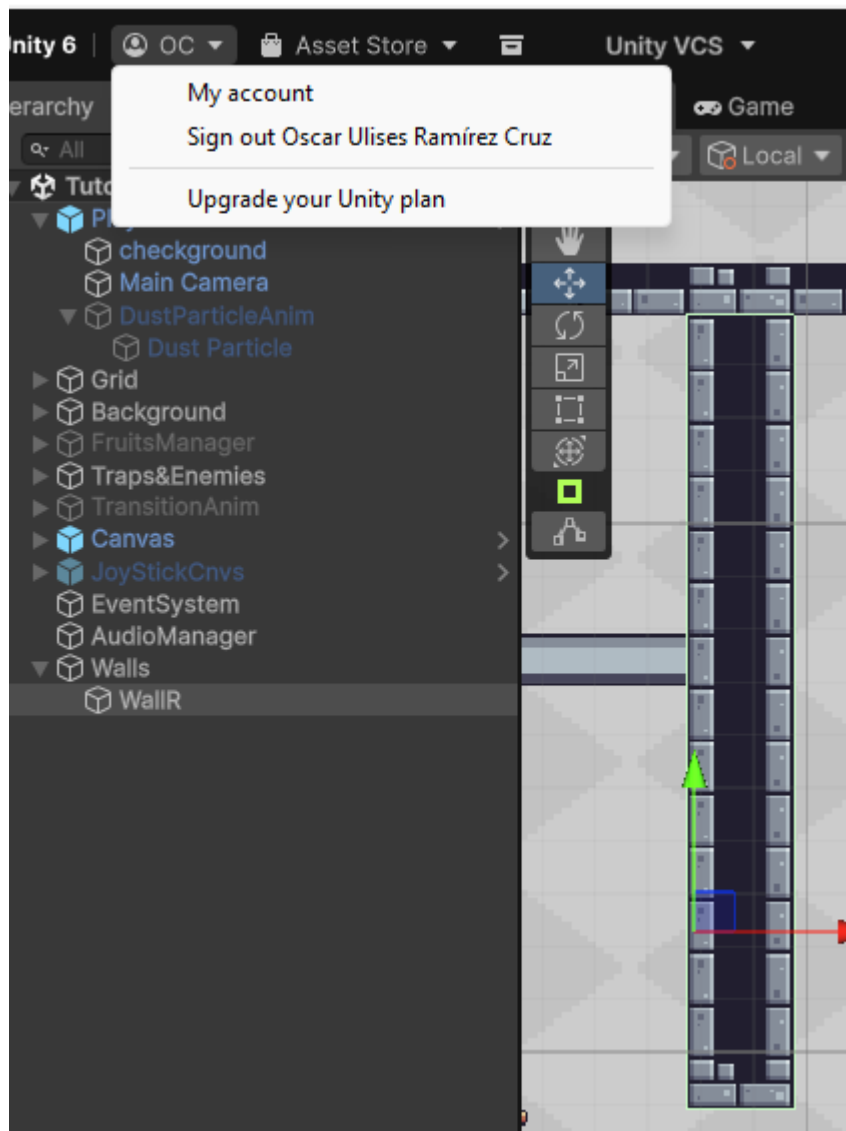 nity 6
OC
Asset Store
Unity VCS
My account
Sign out Oscar Ulises Ramírez Cruz
Upgrade your Unity plan
erarchy
Game
All
Local
Tuto
checkground
Main Camera
DustParticleAnim
Dust Particle
Grid
Background
FruitsManager
Traps&Enemies
TransitionAnim
Canvas
JoyStickCnvs
EventSystem
AudioManager
Walls
WallR